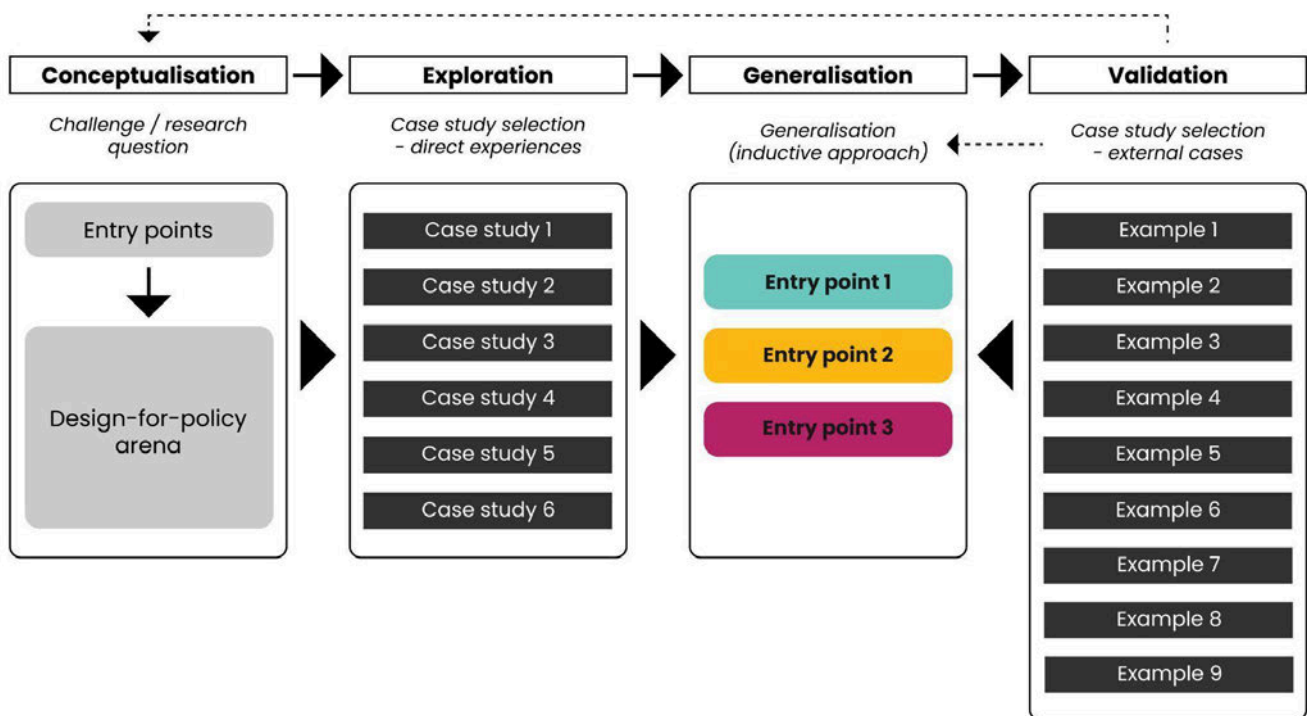 Conceptualisation
Exploration
Generalisation
Validation
Challenge / research
question
Case study selection
- direct experiences
Generalisation
(inductive approach)
Case study selection
- external cases
Entry points
Design-for-policy
arena
Case study 1
Case study 2
Case study 3
Case study 4
Case study 5
Case study 6
Entry point 1
Entry point 2
Entry point 3
Example 1
Example 2
Example 3
Example 4
Example 5
Example 6
Example 7
Example 8
Example 9